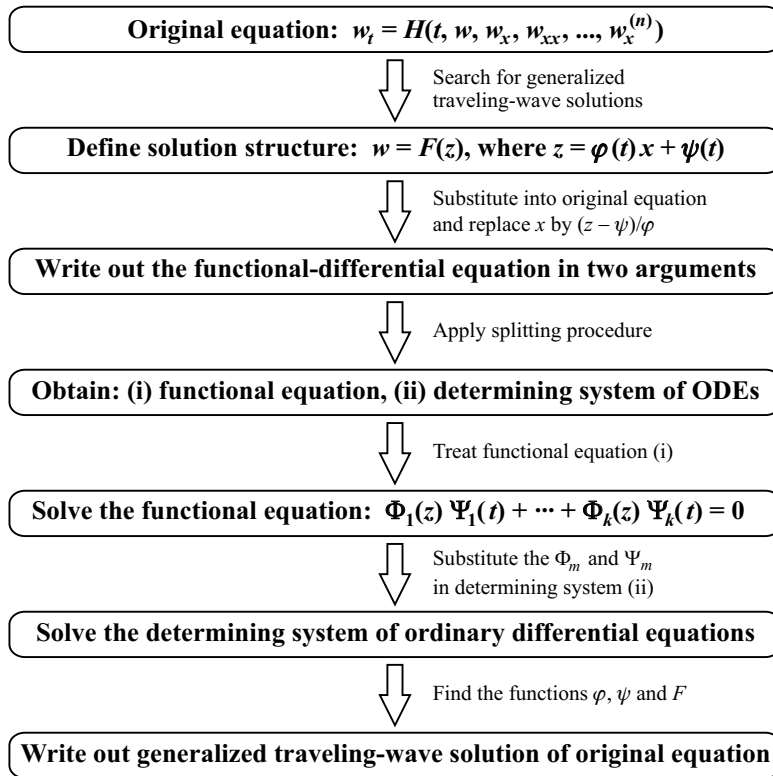 Original equation: w_t = H(t, w, w_x, w_xx, ..., w_x^(n))
Search for generalized
traveling-wave solutions
Define solution structure: w = F(z), where z = φ(t)x + ψ(t)
Substitute into original equation
and replace x by (z − ψ)/φ
Write out the functional-differential equation in two arguments
Apply splitting procedure
Obtain: (i) functional equation, (ii) determining system of ODEs
Treat functional equation (i)
Solve the functional equation: Φ_1(z) Ψ_1(t) + ··· + Φ_k(z) Ψ_k(t) = 0
Substitute the Φ_m and Ψ_m
in determining system (ii)
Solve the determining system of ordinary differential equations
Find the functions φ, ψ and F
Write out generalized traveling-wave solution of original equation